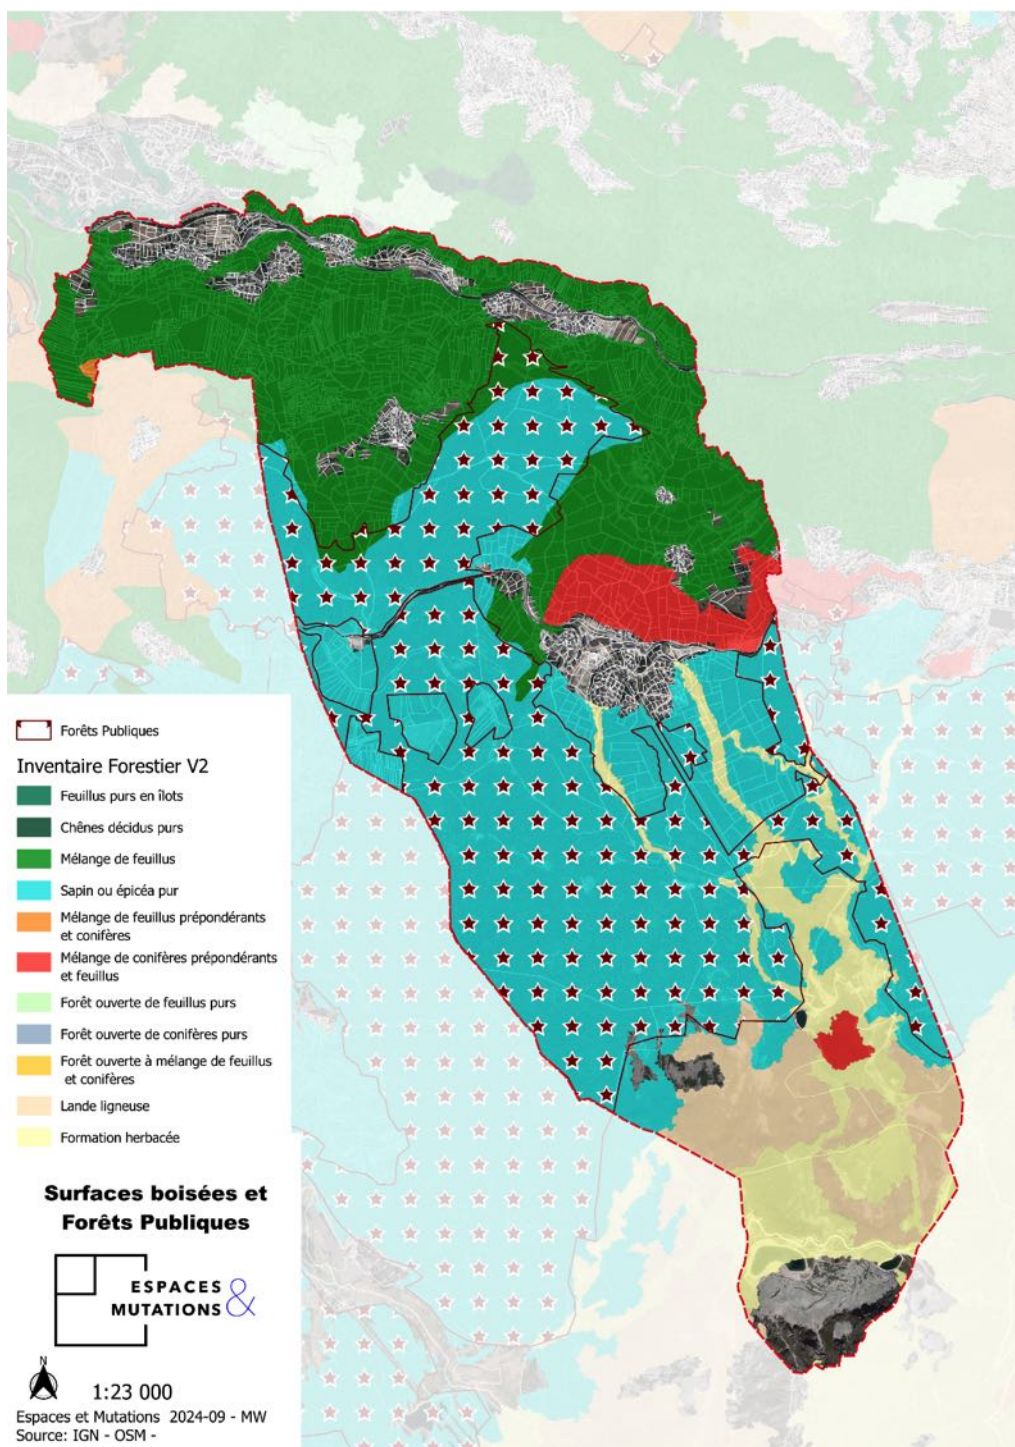 Forêts Publiques
Inventaire Forestier V2
Feuillus purs en îlots
Chênes décidus purs
Mélange de feuillus
Sapin ou épicéa pur
Mélange de feuillus prépondérants
et conifères
Mélange de conifères prépondérants
et feuillus
Forêt ouverte de feuillus purs
Forêt ouverte de conifères purs
Forêt ouverte à mélange de feuillus
et conifères
Lande ligneuse
Formation herbacée
Surfaces boisées et
Forêts Publiques
ESPACES
MUTATIONS &
N
1:23 000
Espaces et Mutations 2024-09 - MW
Source: IGN - OSM -